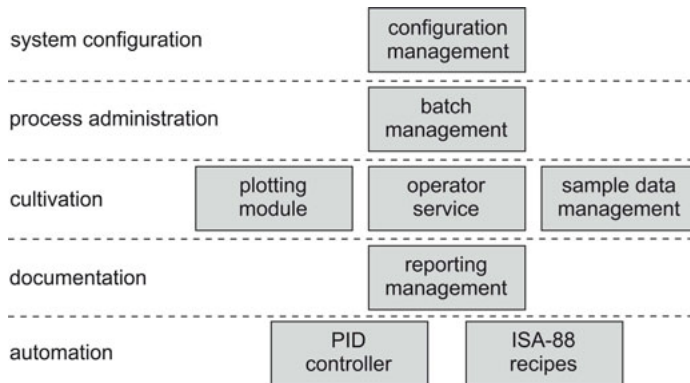 system configuration
configuration
management
process administration
batch
management
cultivation
plotting
module
operator
service
sample data
management
documentation
reporting
management
automation
PID
controller
ISA-88
recipes